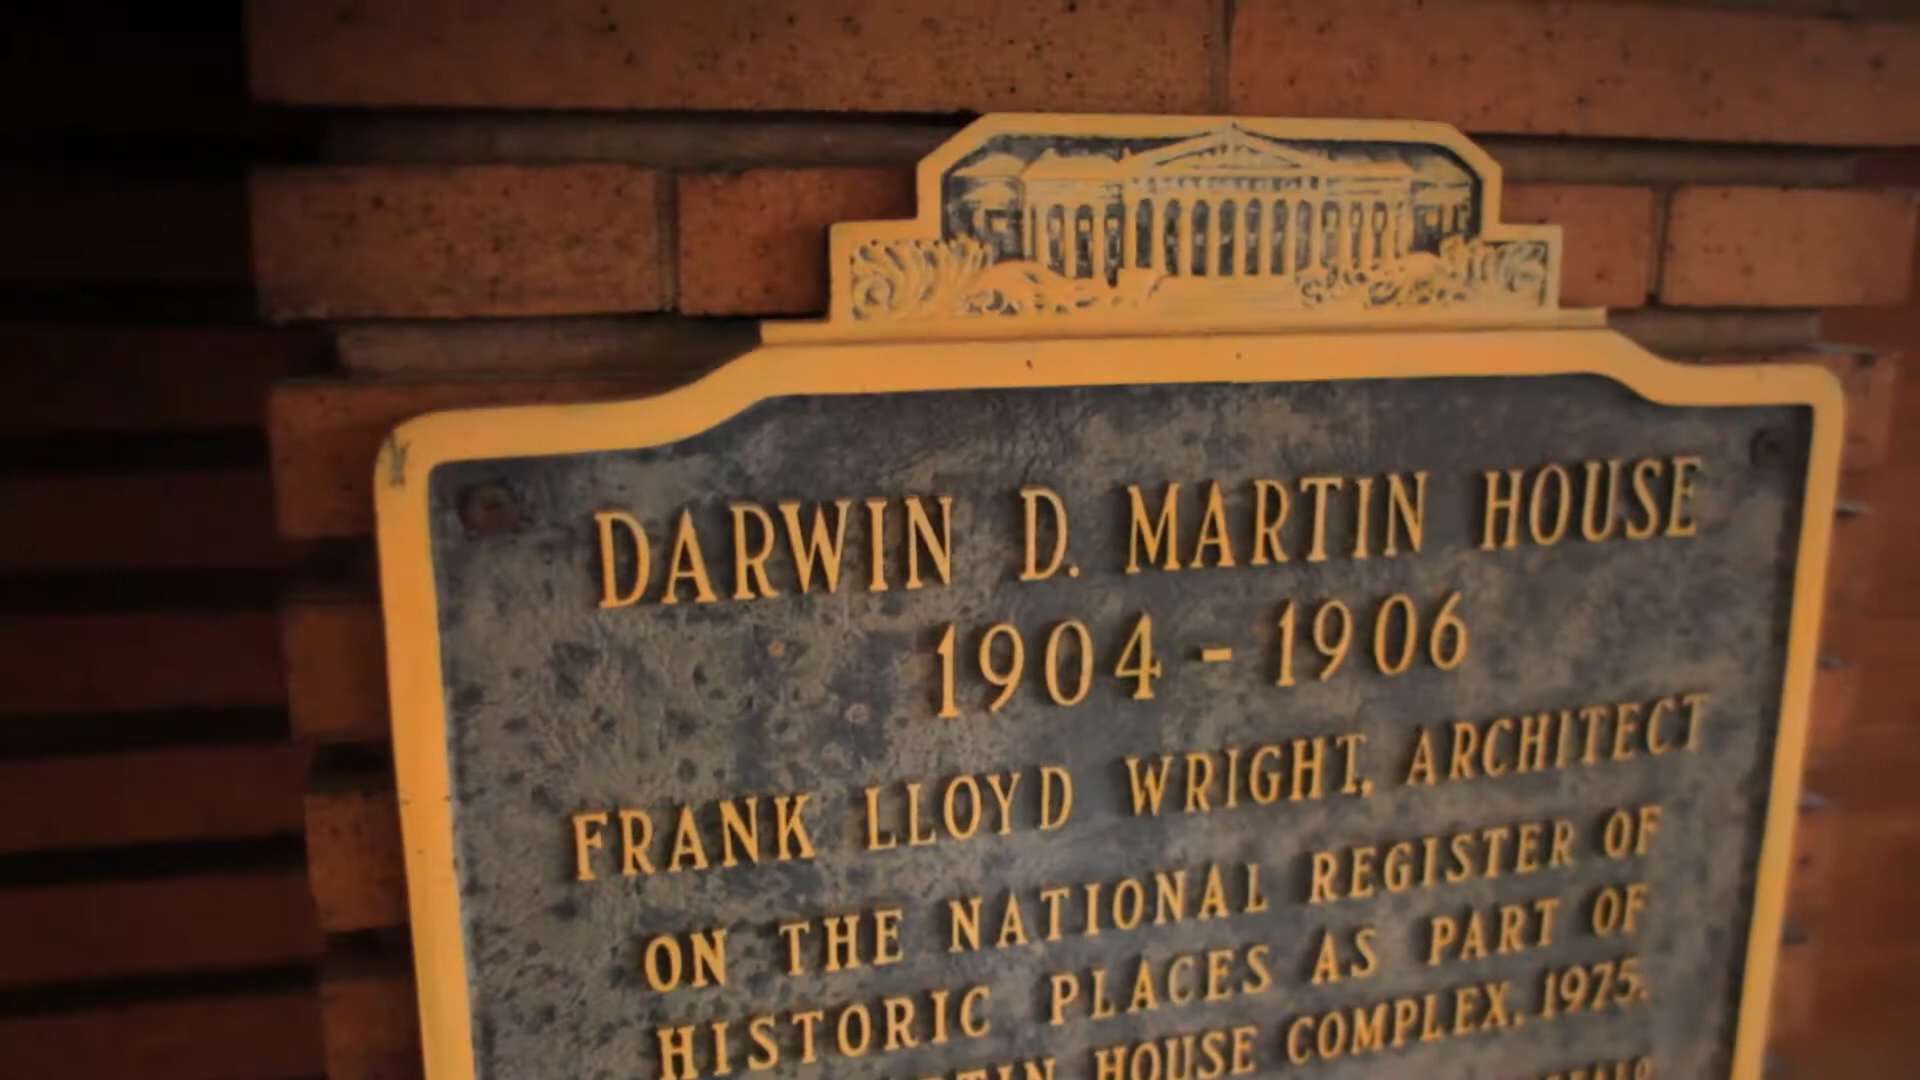 DARWIN D. MARTIN HOUSE
1904 - 1906
FRANK LLOYD WRIGHT, ARCHITECT
ON THE NATIONAL REGISTER OF
HISTORIC PLACES AS PART OF
HOUSE COMPLEX, 1975.